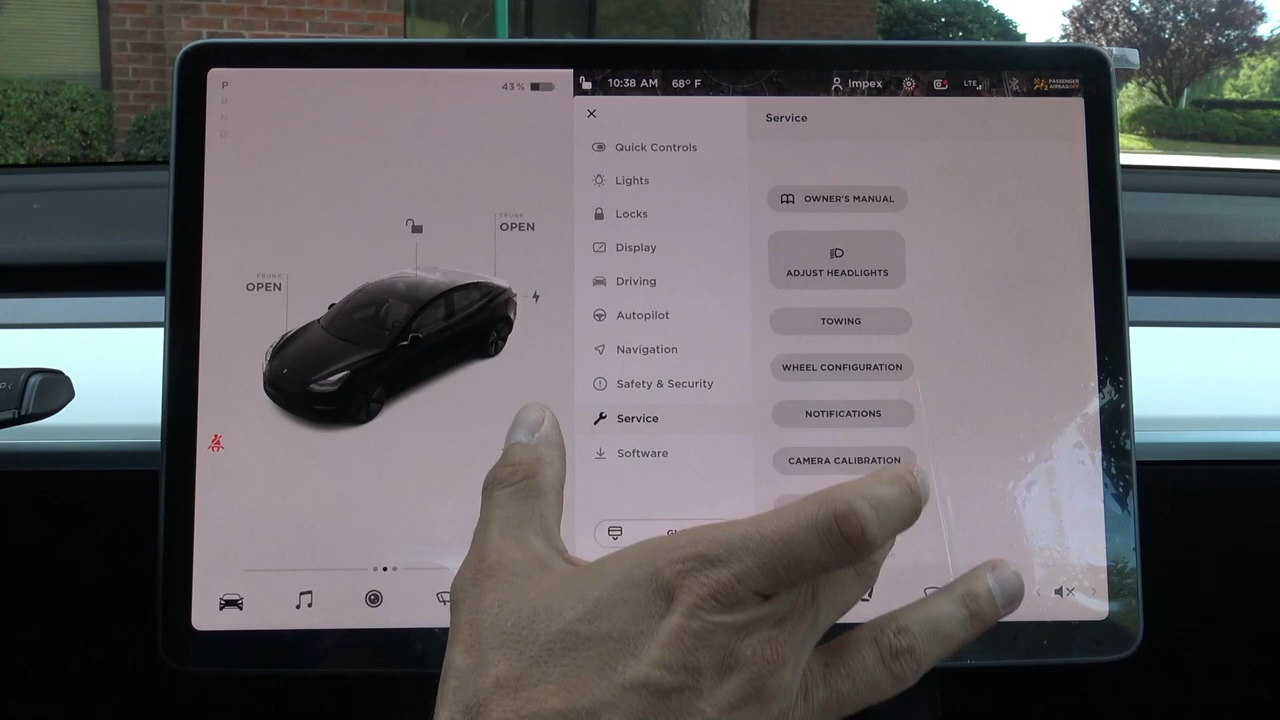 P
R
N
D
43 %
10:38 AM 68° F
Impex
LTE
PASSENGER
AIRBAG OFF
Service
Quick Controls
Lights
Locks
Display
Driving
Autopilot
Navigation
Safety & Security
Service
Software
OWNER'S MANUAL
ADJUST HEADLIGHTS
TOWING
WHEEL CONFIGURATION
NOTIFICATIONS
CAMERA CALIBRATION
TRUNK
OPEN
FRUNK
OPEN